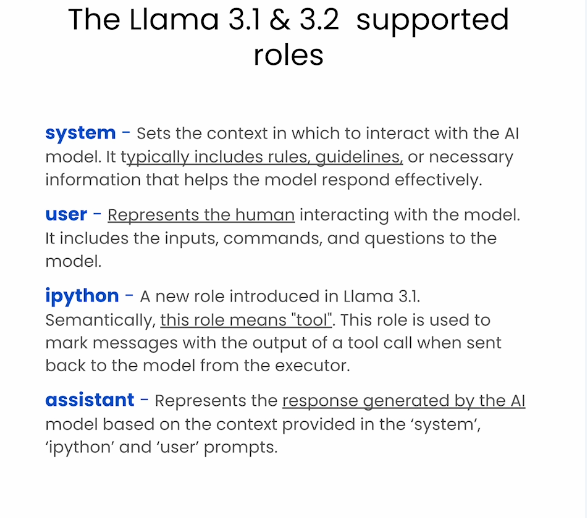 The Llama 3.1 & 3.2 supported
roles
system - Sets the context in which to interact with the AI
model. It typically includes rules, guidelines, or necessary
information that helps the model respond effectively.
user - Represents the human interacting with the model.
It includes the inputs, commands, and questions to the
model.
ipython - A new role introduced in Llama 3.1.
Semantically, this role means "tool". This role is used to
mark messages with the output of a tool call when sent
back to the model from the executor.
assistant - Represents the response generated by the AI
model based on the context provided in the ‘system’,
‘ipython’ and ‘user’ prompts.